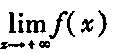 lim f(x)
x→+∞